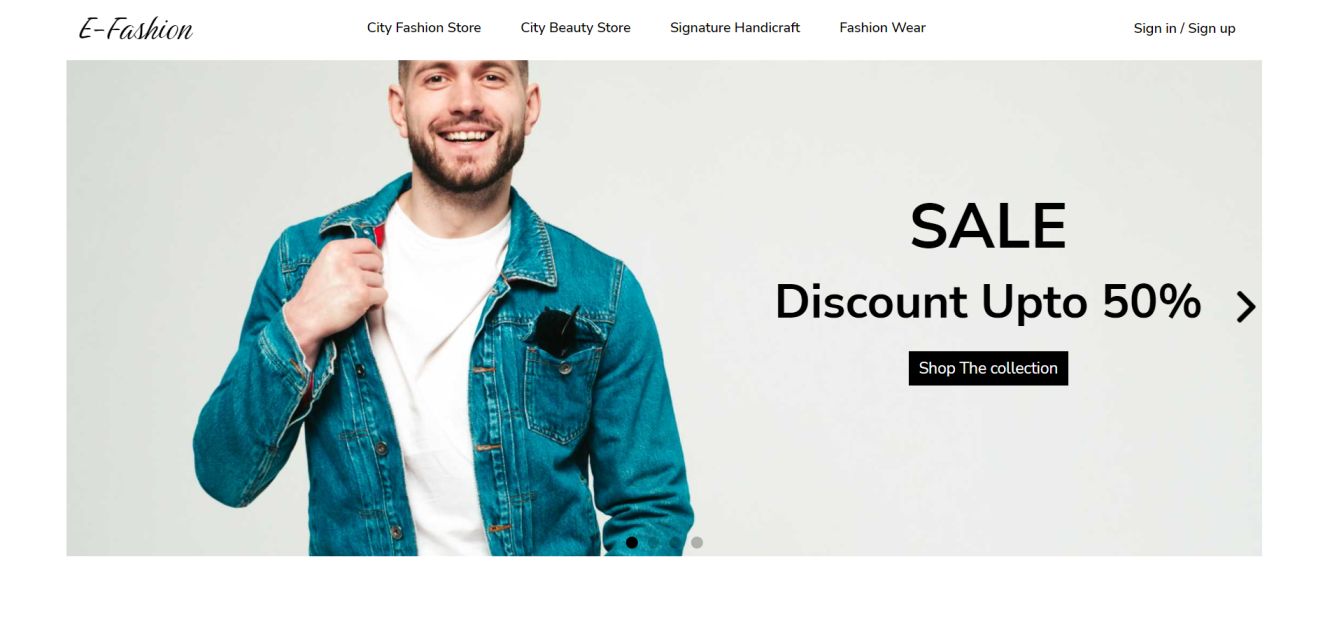 E-Fashion
City Fashion Store
City Beauty Store
Signature Handicraft
Fashion Wear
Sign in / Sign up
SALE
Discount Upto 50%
Shop The collection